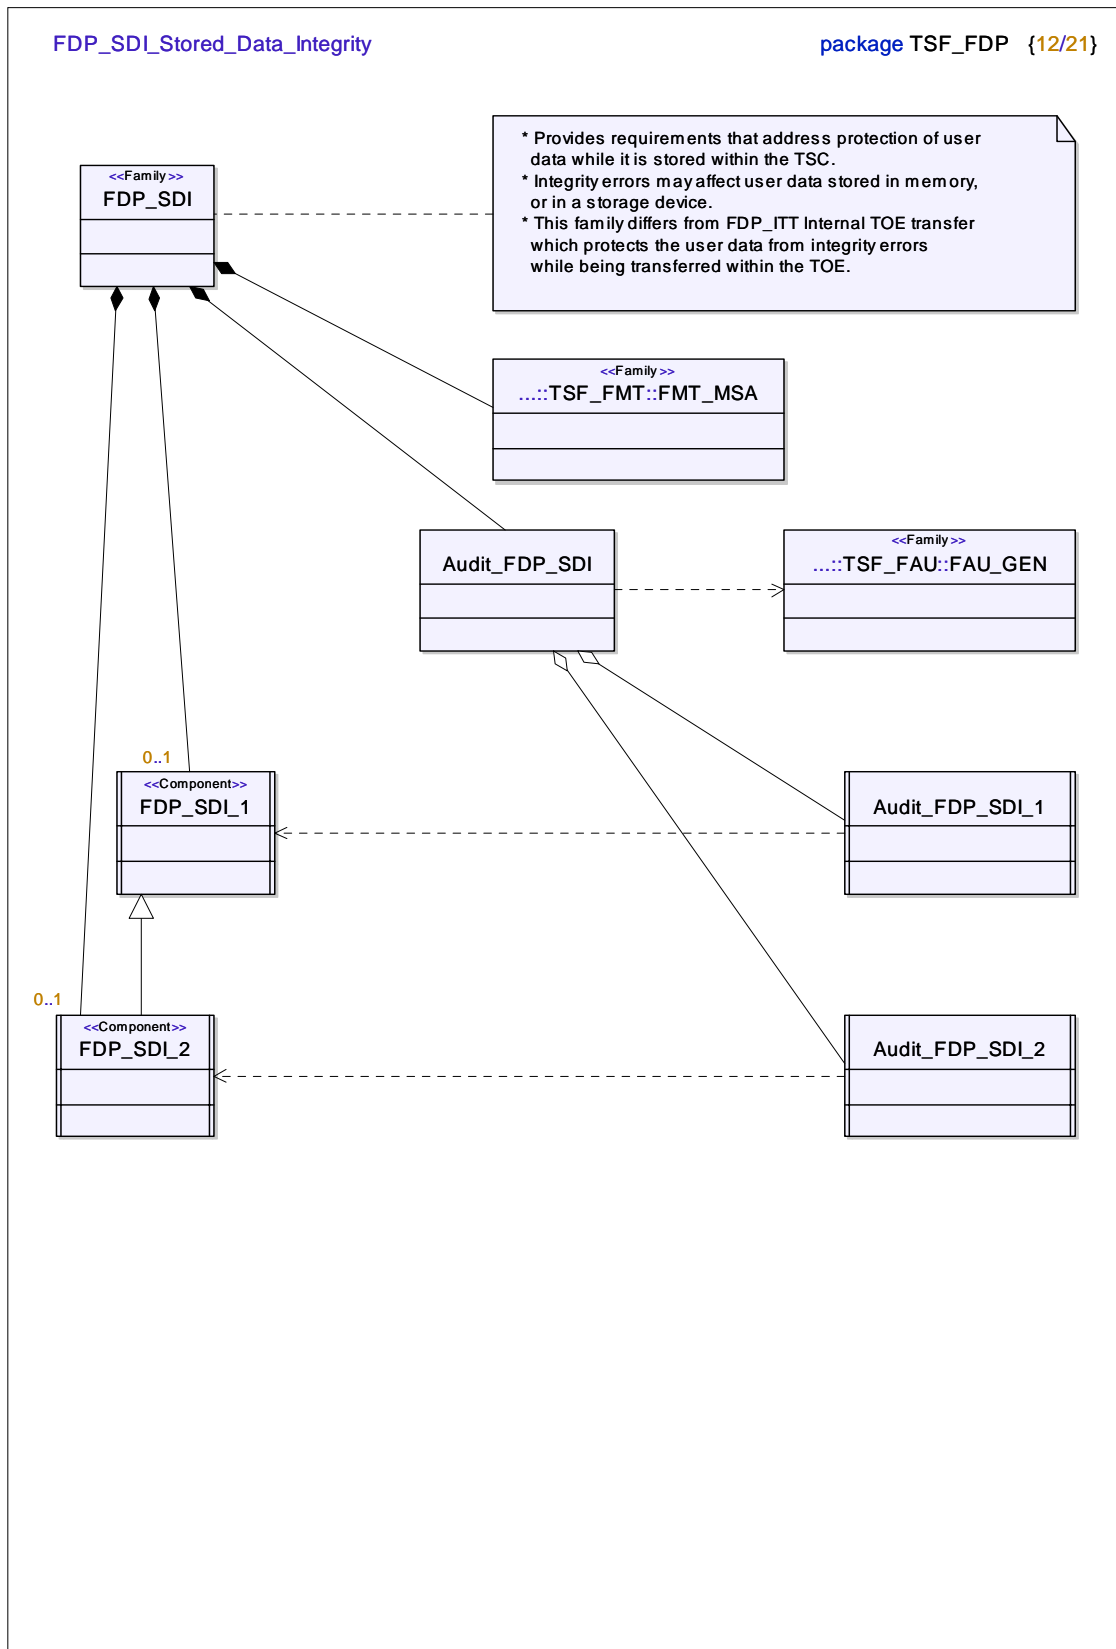 FDP_SDI_Stored_Data_Integrity
package TSF_FDP {12/21}
* Provides requirements that address protection of user
data while it is stored within the TSC.
* Integrity errors may affect user data stored in memory,
or in a storage device.
* This family differs from FDP_ITT Internal TOE transfer
which protects the user data from integrity errors
while being transferred within the TOE.
<<Family>>
FDP_SDI
<<Family>>
...::TSF_FMT::FMT_MSA
Audit_FDP_SDI
<<Family>>
...::TSF_FAU::FAU_GEN
0..1
<<Component>>
FDP_SDI_1
Audit_FDP_SDI_1
0..1
<<Component>>
FDP_SDI_2
Audit_FDP_SDI_2